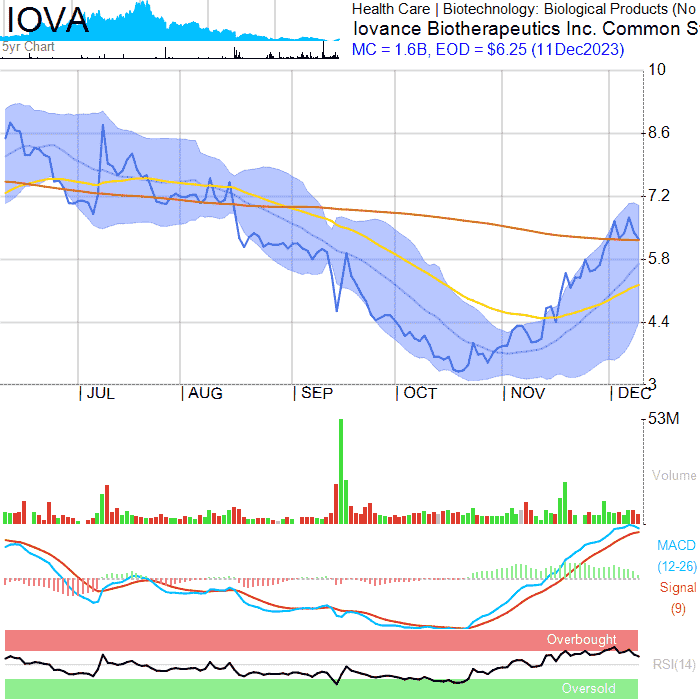 IOVA
5yr Chart
Health Care | Biotechnology: Biological Products (No
Iovance Biotherapeutics Inc. Common S
MC = 1.6B, EOD = $6.25 (11Dec2023)
10
8.6
7.2
5.8
4.4
3
JUL
AUG
SEP
OCT
NOV
DEC
53M
Volume
MACD
(12-26)
Signal
(9)
Overbought
RSI(14)
Oversold